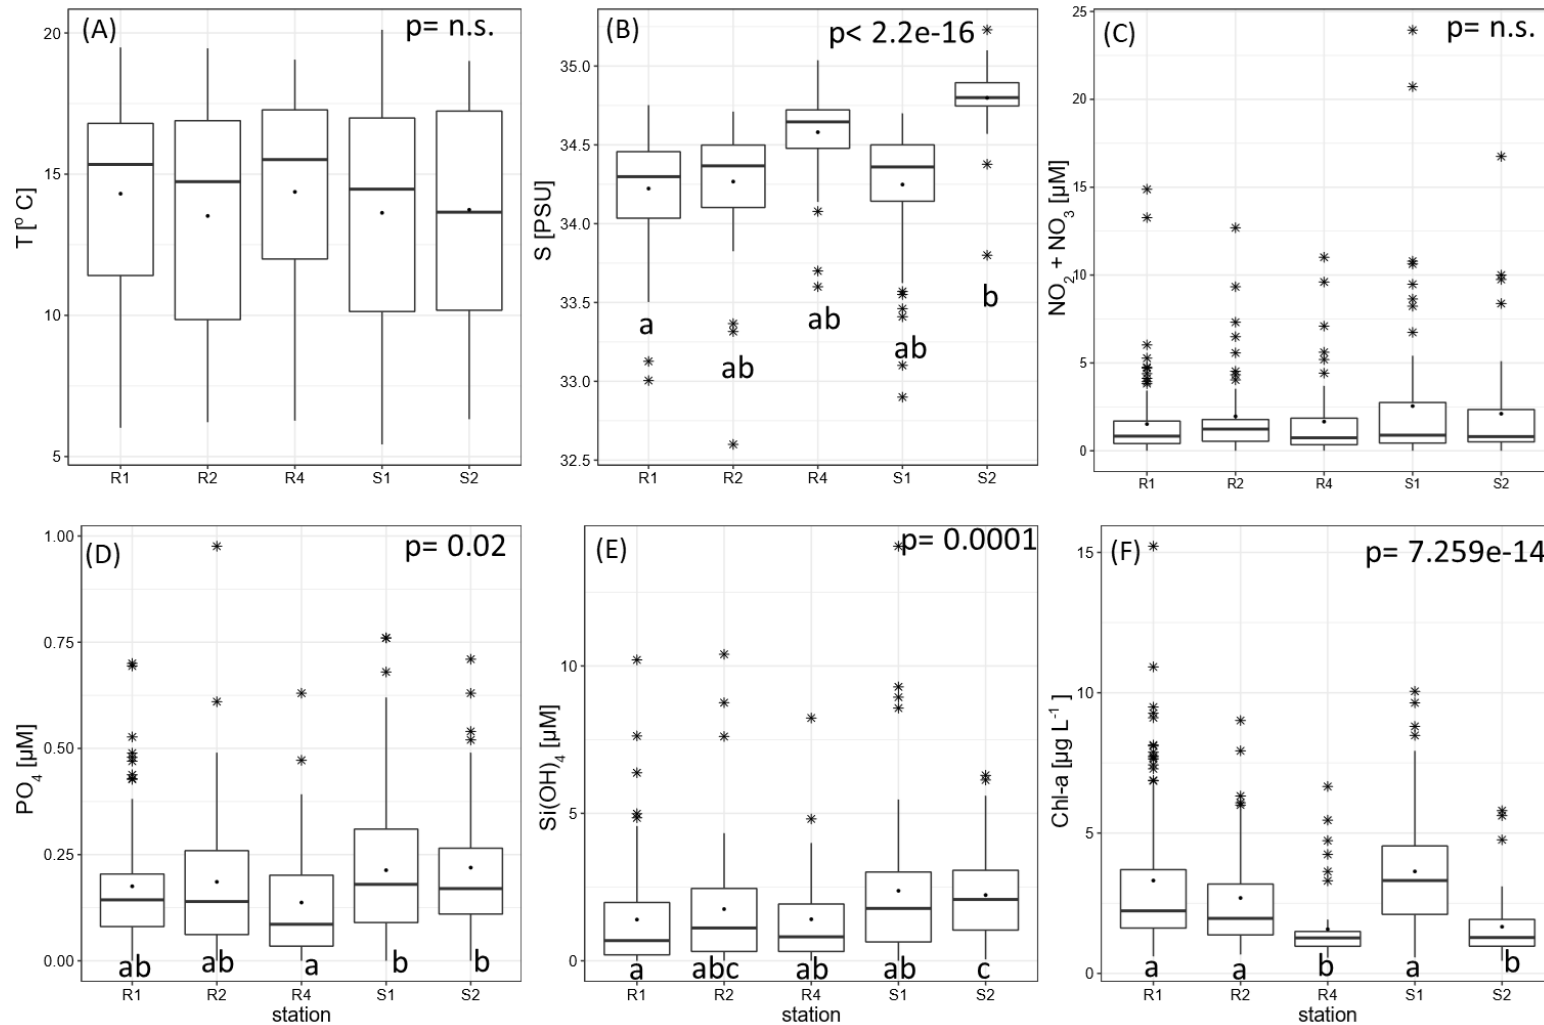 (A) p= n.s.
T [° C]
20
15
10
5
R1 R2 R4 S1 S2
(B) p< 2.2e-16
S [PSU]
35.0
34.5
34.0
33.5
33.0
32.5
a ab ab ab b
R1 R2 R4 S1 S2
(C) p= n.s.
NO2 + NO3 [µM]
25
20
15
10
5
0
R1 R2 R4 S1 S2
(D) p= 0.02
PO4 [µM]
1.00
0.75
0.50
0.25
0.00
ab ab a b b
R1 R2 R4 S1 S2
station
(E) p= 0.0001
Si(OH)4 [µM]
10
5
0
a abc ab ab c
R1 R2 R4 S1 S2
station
(F) p= 7.259e-14
Chl-a [µg L-1 ]
15
10
5
0
a a b a b
R1 R2 R4 S1 S2
station